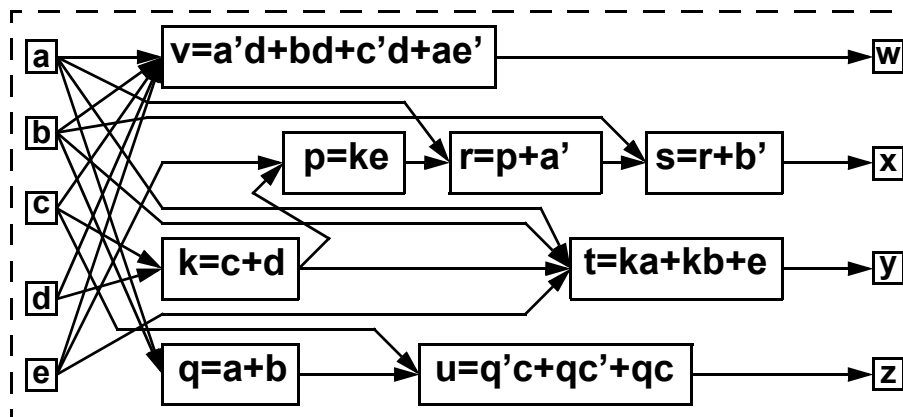 a v=a’d+bd+c’d+ae’ w
b
p=ke r=p+a’ s=r+b’ x
c
k=c+d t=ka+kb+e y
d
e q=a+b u=q’c+qc’+qc z